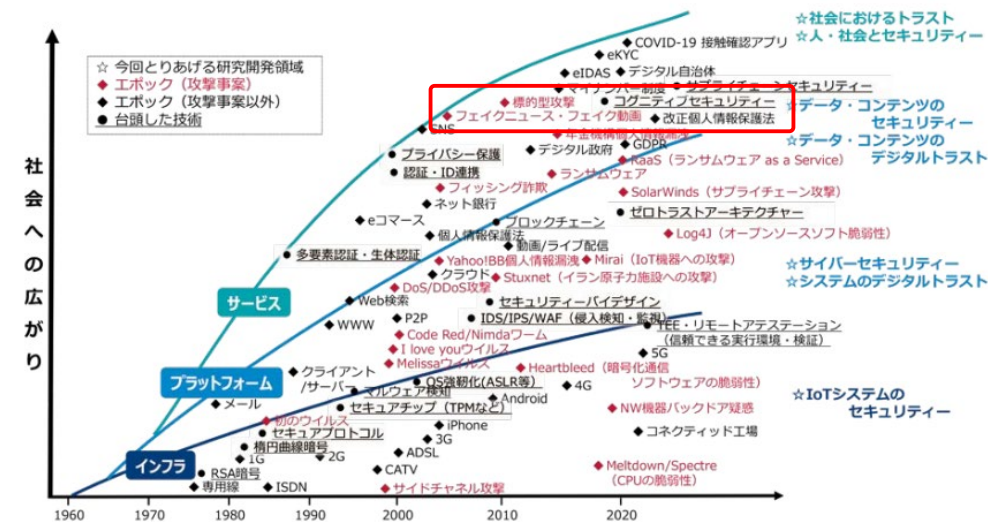 ☆社会におけるトラスト
☆人・社会とセキュリティー
◆COVID-19 接触確認アプリ
◆eKYC
◆eIDAS ◆デジタル自治体
☆今回とりあげる研究開発領域
◆エポック（攻撃事案）
◆エポック（攻撃事案以外）
●台頭した技術
◆マイナンバー制度 ●サプライチェーンセキュリティー
◆標的型攻撃 ●コグニティブセキュリティー
☆データ・コンテンツの
セキュリティー
◆フェイクニュース・フェイク動画 ◆改正個人情報保護法
◆SNS
◆年金機構個人情報漏洩
☆データ・コンテンツの
デジタルトラスト
●プライバシー保護
◆デジタル政府 ◆GDPR
◆RaaS（ランサムウェア as a Service）
●認証・ID連携
◆ランサムウェア
◆フィッシング詐欺
◆SolarWinds（サプライチェーン攻撃）
◆ネット銀行
●ゼロトラストアーキテクチャー
◆eコマース
●ブロックチェーン
◆個人情報保護法
◆Log4J（オープンソースソフト脆弱性）
◆動画/ライブ配信
●多要素認証・生体認証
◆Yahoo!BB個人情報漏洩 ◆Mirai（IoT機器への攻撃）
☆サイバーセキュリティー
☆システムのデジタルトラスト
◆クラウド ◆Stuxnet（イラン原子力施設への攻撃）
◆DoS/DDoS攻撃
サービス
◆Web検索
●セキュリティーバイデザイン
◆WWW ◆P2P ●IDS/IPS/WAF（侵入検知・監視）
●TEE・リモートアテステーション
（信頼できる実行環境・検証）
◆Code Red/Nimdaワーム
◆I love youウイルス
◆5G
◆Melissaウイルス
◆Heartbleed（暗号化通信
ソフトウェアの脆弱性）
◆クライアント
/サーバー
プラットフォーム
●OS強靭化(ASLR等）
◆4G
●マルウェア検知
◆Android
☆IoTシステムの
セキュリティー
◆メール
●セキュアチップ（TPMなど）
◆NW機器バックドア疑惑
◆初のウイルス
◆iPhone
●セキュアプロトコル
◆3G
◆コネクティッド工場
●楕円曲線暗号
◆1G ◆2G
◆ADSL
インフラ
●RSA暗号
◆CATV
◆Meltdown/Spectre
（CPUの脆弱性）
◆専用線 ◆ISDN
◆サイドチャネル攻撃
社会への広がり
1960 1970 1980 1990 2000 2010 2020